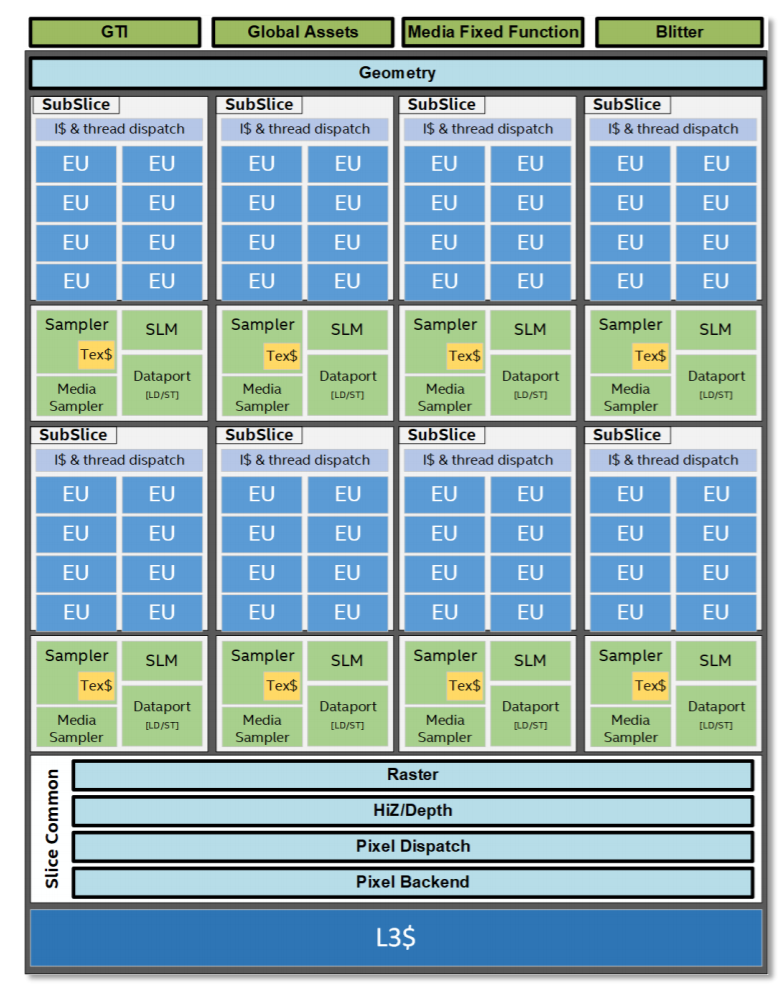 GTI
Global Assets
Media Fixed Function
Blitter
Geometry
SubSlice
SubSlice
SubSlice
SubSlice
I$ & thread dispatch
I$ & thread dispatch
I$ & thread dispatch
I$ & thread dispatch
EU EU EU EU EU EU EU EU
EU EU EU EU EU EU EU EU
EU EU EU EU EU EU EU EU
EU EU EU EU EU EU EU EU
Sampler SLM Sampler SLM Sampler SLM Sampler SLM
Tex$ Tex$ Tex$ Tex$
Dataport Dataport Dataport Dataport
Media [LD/ST] Media [LD/ST] Media [LD/ST] Media [LD/ST]
Sampler Sampler Sampler Sampler
SubSlice
SubSlice
SubSlice
SubSlice
I$ & thread dispatch
I$ & thread dispatch
I$ & thread dispatch
I$ & thread dispatch
EU EU EU EU EU EU EU EU
EU EU EU EU EU EU EU EU
EU EU EU EU EU EU EU EU
EU EU EU EU EU EU EU EU
Sampler SLM Sampler SLM Sampler SLM Sampler SLM
Tex$ Tex$ Tex$ Tex$
Dataport Dataport Dataport Dataport
Media [LD/ST] Media [LD/ST] Media [LD/ST] Media [LD/ST]
Sampler Sampler Sampler Sampler
Slice Common
Raster
HiZ/Depth
Pixel Dispatch
Pixel Backend
L3$